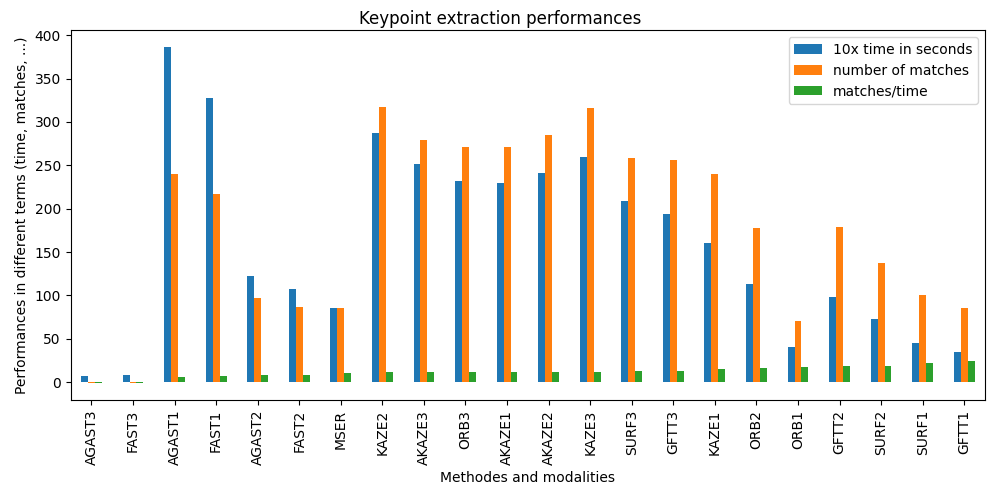 Keypoint extraction performances
10x time in seconds
number of matches
matches/time
Performances in different terms (time, matches, ...)
400
350
300
250
200
150
100
50
0
AGAST3
FAST3
AGAST1
FAST1
AGAST2
FAST2
MSER
KAZE2
AKAZE3
ORB3
AKAZE1
AKAZE2
KAZE3
SURF3
GFTT3
KAZE1
ORB2
ORB1
GFTT2
SURF2
SURF1
GFTT1
Methodes and modalities